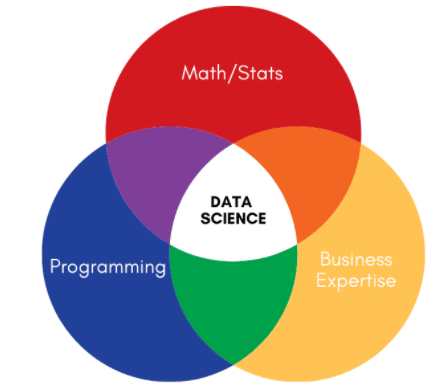 Math/Stats
DATA
SCIENCE
Programming
Business
Expertise